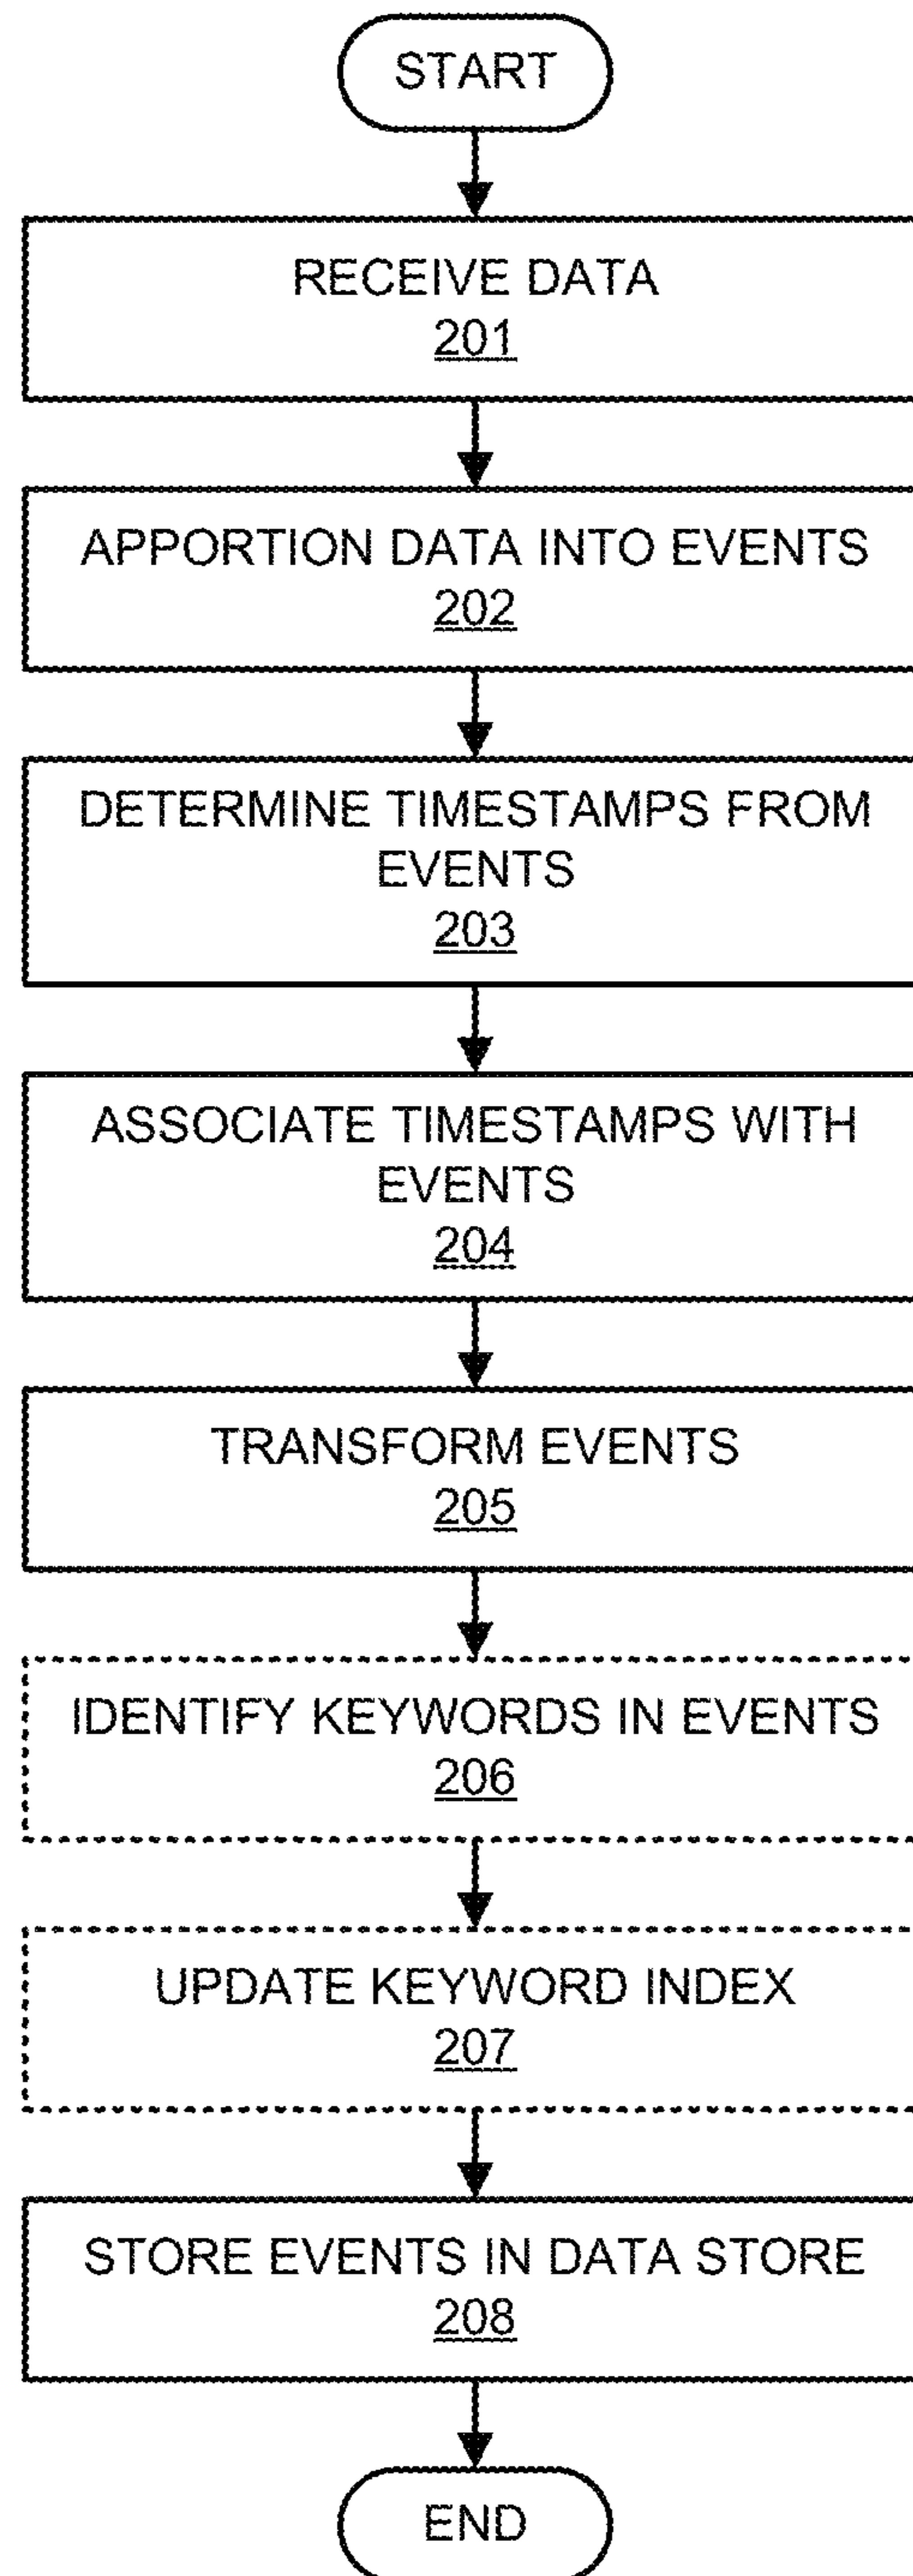 START
RECEIVE DATA
201
APPORTION DATA INTO EVENTS
202
DETERMINE TIMESTAMPS FROM
EVENTS
203
ASSOCIATE TIMESTAMPS WITH
EVENTS
204
TRANSFORM EVENTS
205
IDENTIFY KEYWORDS IN EVENTS
206
UPDATE KEYWORD INDEX
207
STORE EVENTS IN DATA STORE
208
END